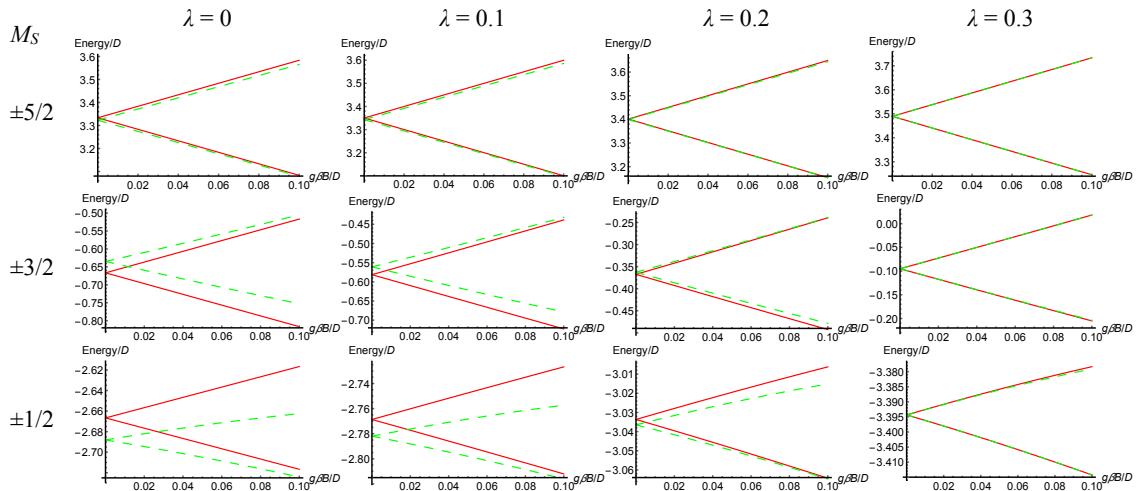 λ = 0 λ = 0.1 λ = 0.2 λ = 0.3
M_S
±5/2
Energy/D
3.6
3.5
3.4
3.3
3.2
0.02 0.04 0.06 0.08 0.10
gβB/D
Energy/D
3.6
3.5
3.4
3.3
3.2
0.02 0.04 0.06 0.08 0.10
gβB/D
Energy/D
3.6
3.5
3.4
3.3
3.2
0.02 0.04 0.06 0.08 0.10
gβB/D
Energy/D
3.7
3.6
3.5
3.4
3.3
0.02 0.04 0.06 0.08 0.10
gβB/D
±3/2
Energy/D
−0.50
−0.55
−0.60
−0.65
−0.70
−0.75
−0.80
0.02 0.04 0.06 0.08 0.10
gβB/D
Energy/D
−0.45
−0.50
−0.55
−0.60
−0.65
−0.70
0.02 0.04 0.06 0.08 0.10
gβB/D
Energy/D
−0.25
−0.30
−0.35
−0.40
−0.45
0.02 0.04 0.06 0.08 0.10
gβB/D
Energy/D
0.00
−0.05
−0.10
−0.15
−0.20
0.02 0.04 0.06 0.08 0.10
gβB/D
±1/2
Energy/D
−2.62
−2.64
−2.66
−2.68
−2.70
0.02 0.04 0.06 0.08 0.10
gβB/D
Energy/D
−2.74
−2.76
−2.78
−2.80
0.02 0.04 0.06 0.08 0.10
gβB/D
Energy/D
−3.01
−3.02
−3.03
−3.04
−3.05
−3.06
0.02 0.04 0.06 0.08 0.10
gβB/D
Energy/D
−3.380
−3.385
−3.390
−3.395
−3.400
−3.405
−3.410
0.02 0.04 0.06 0.08 0.10
gβB/D